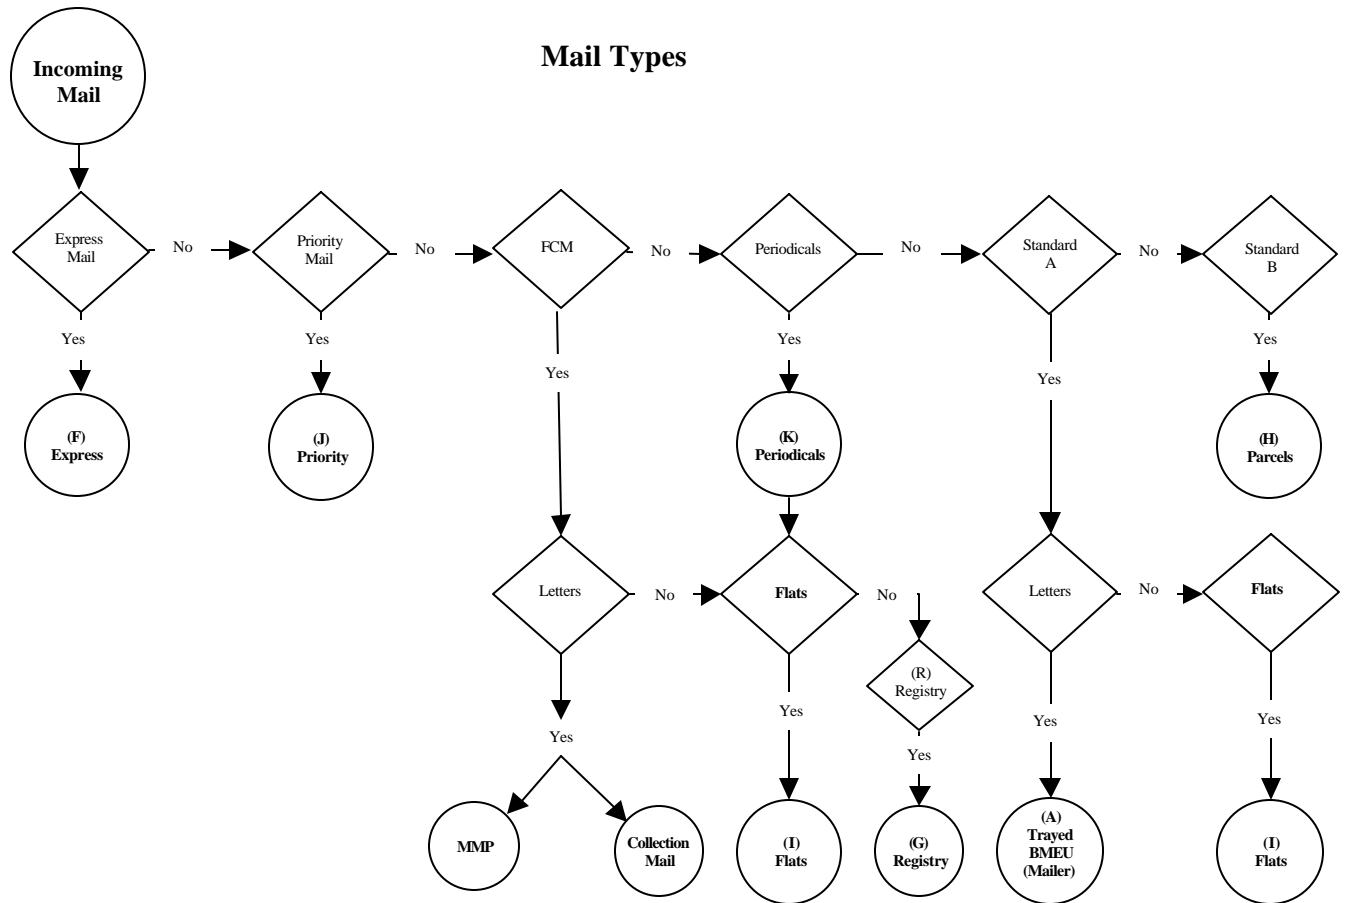 Mail Types
Incoming
Mail
Express
Mail
No
Priority
Mail
No
FCM
No
Periodicals
No
Standard
A
No
Standard
B
Yes
Yes
Yes
Yes
Yes
Yes
(F)
Express
(J)
Priority
(K)
Periodicals
(H)
Parcels
Letters
No
Flats
No
Letters
No
Flats
(R)
Registry
Yes
Yes
Yes
Yes
Yes
MMP
Collection
Mail
(I)
Flats
(G)
Registry
(A)
Trayed
BMEU
(Mailer)
(I)
Flats